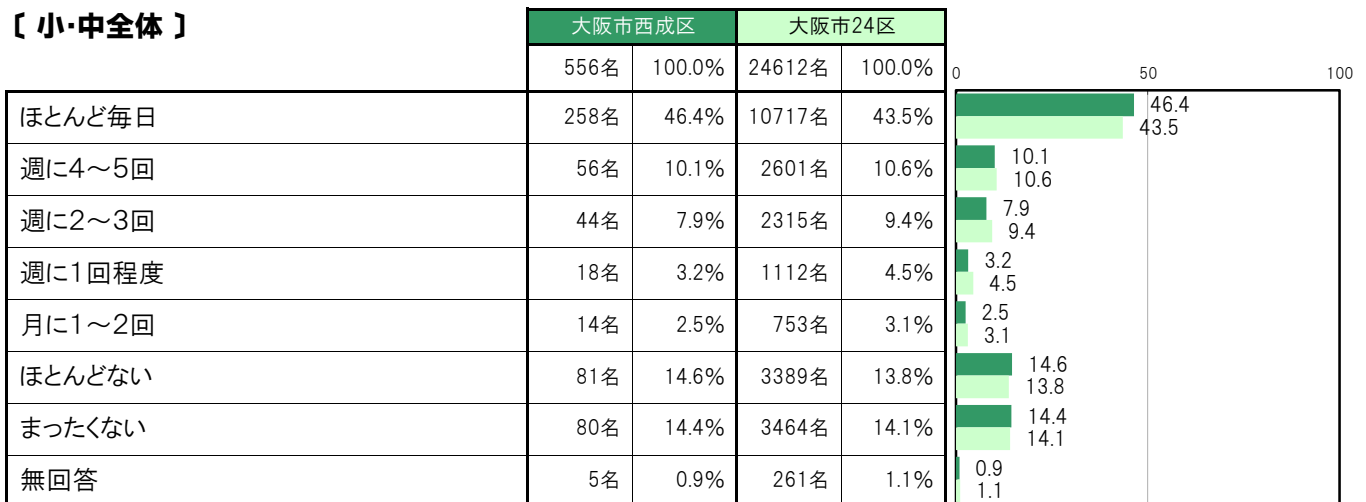 〔 小・中全体 〕
大阪市西成区 大阪市24区
556名 100.0% 24612名 100.0%
0 50 100
ほとんど毎日 258名 46.4% 10717名 43.5%
46.4
43.5
週に4～5回 56名 10.1% 2601名 10.6%
10.1
10.6
週に2～3回 44名 7.9% 2315名 9.4%
7.9
9.4
週に1回程度 18名 3.2% 1112名 4.5%
3.2
4.5
月に1～2回 14名 2.5% 753名 3.1%
2.5
3.1
ほとんどない 81名 14.6% 3389名 13.8%
14.6
13.8
まったくない 80名 14.4% 3464名 14.1%
14.4
14.1
無回答 5名 0.9% 261名 1.1%
0.9
1.1